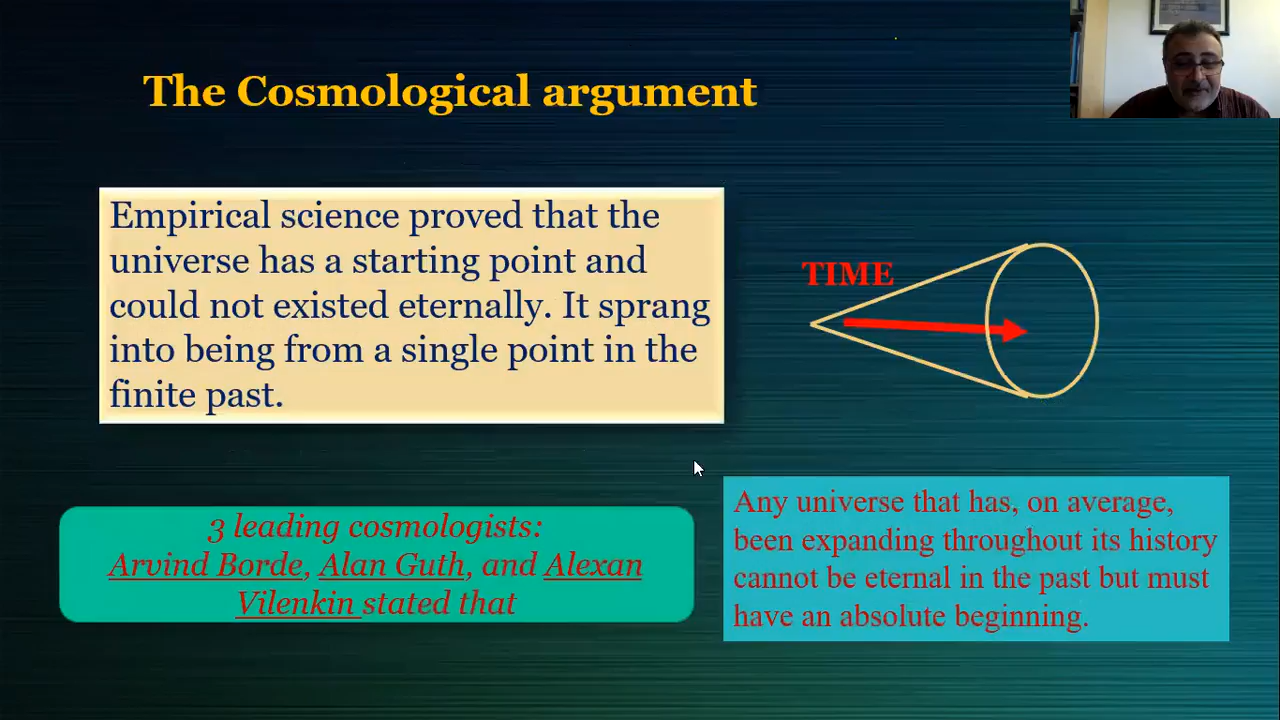 The Cosmological argument
Empirical science proved that the
universe has a starting point and
could not existed eternally. It sprang
into being from a single point in the
finite past.
TIME
3 leading cosmologists:
Arvind Borde, Alan Guth, and Alexan
Vilenkin stated that
Any universe that has, on average,
been expanding throughout its history
cannot be eternal in the past but must
have an absolute beginning.